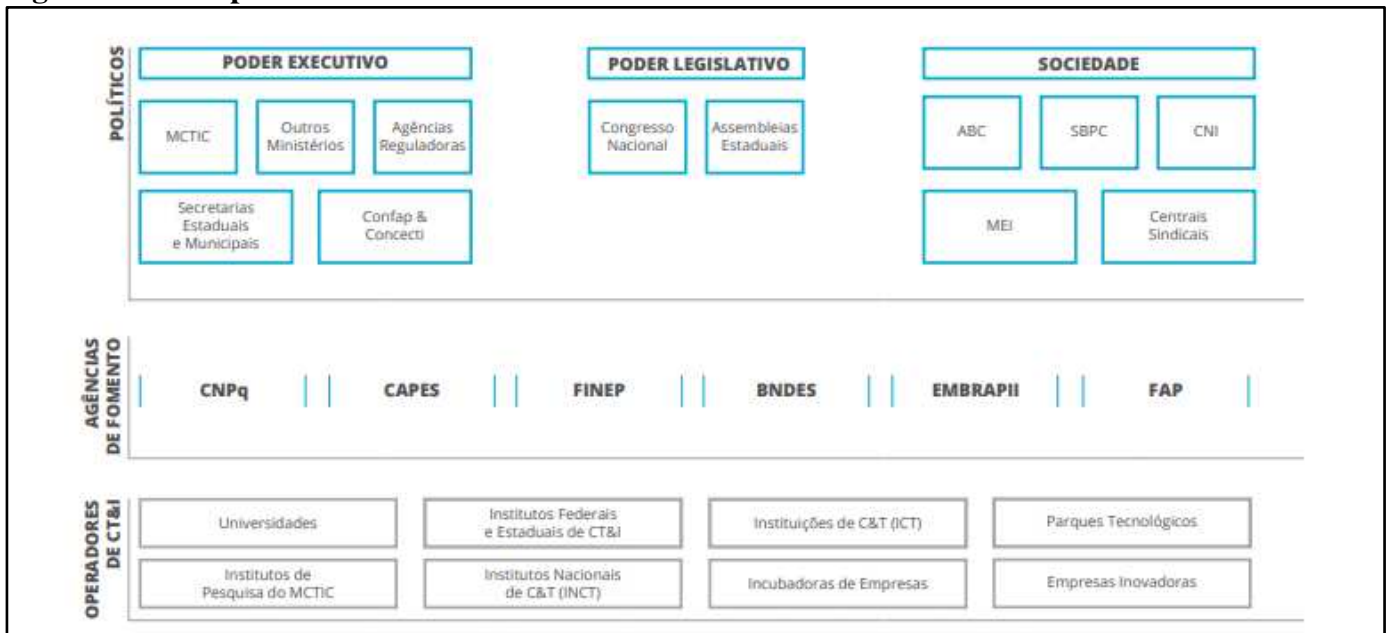 POLÍTICOS
PODER EXECUTIVO
PODER LEGISLATIVO
SOCIEDADE
MCTIC
Outros
Ministérios
Agências
Reguladoras
Congresso
Nacional
Assembleias
Estaduais
ABC
SBPC
CNI
Secretarias
Estaduais
e Municipais
Confap &
Concecti
MEI
Centrais
Sindicais
AGÊNCIAS
DE FOMENTO
CNPq
CAPES
FINEP
BNDES
EMBRAPII
FAP
OPERADORES
DE CT&I
Universidades
Institutos Federais
e Estaduais de CT&I
Instituições de C&T (ICT)
Parques Tecnológicos
Institutos de
Pesquisa do MCTIC
Institutos Nacionais
de C&T (INCT)
Incubadoras de Empresas
Empresas Inovadoras